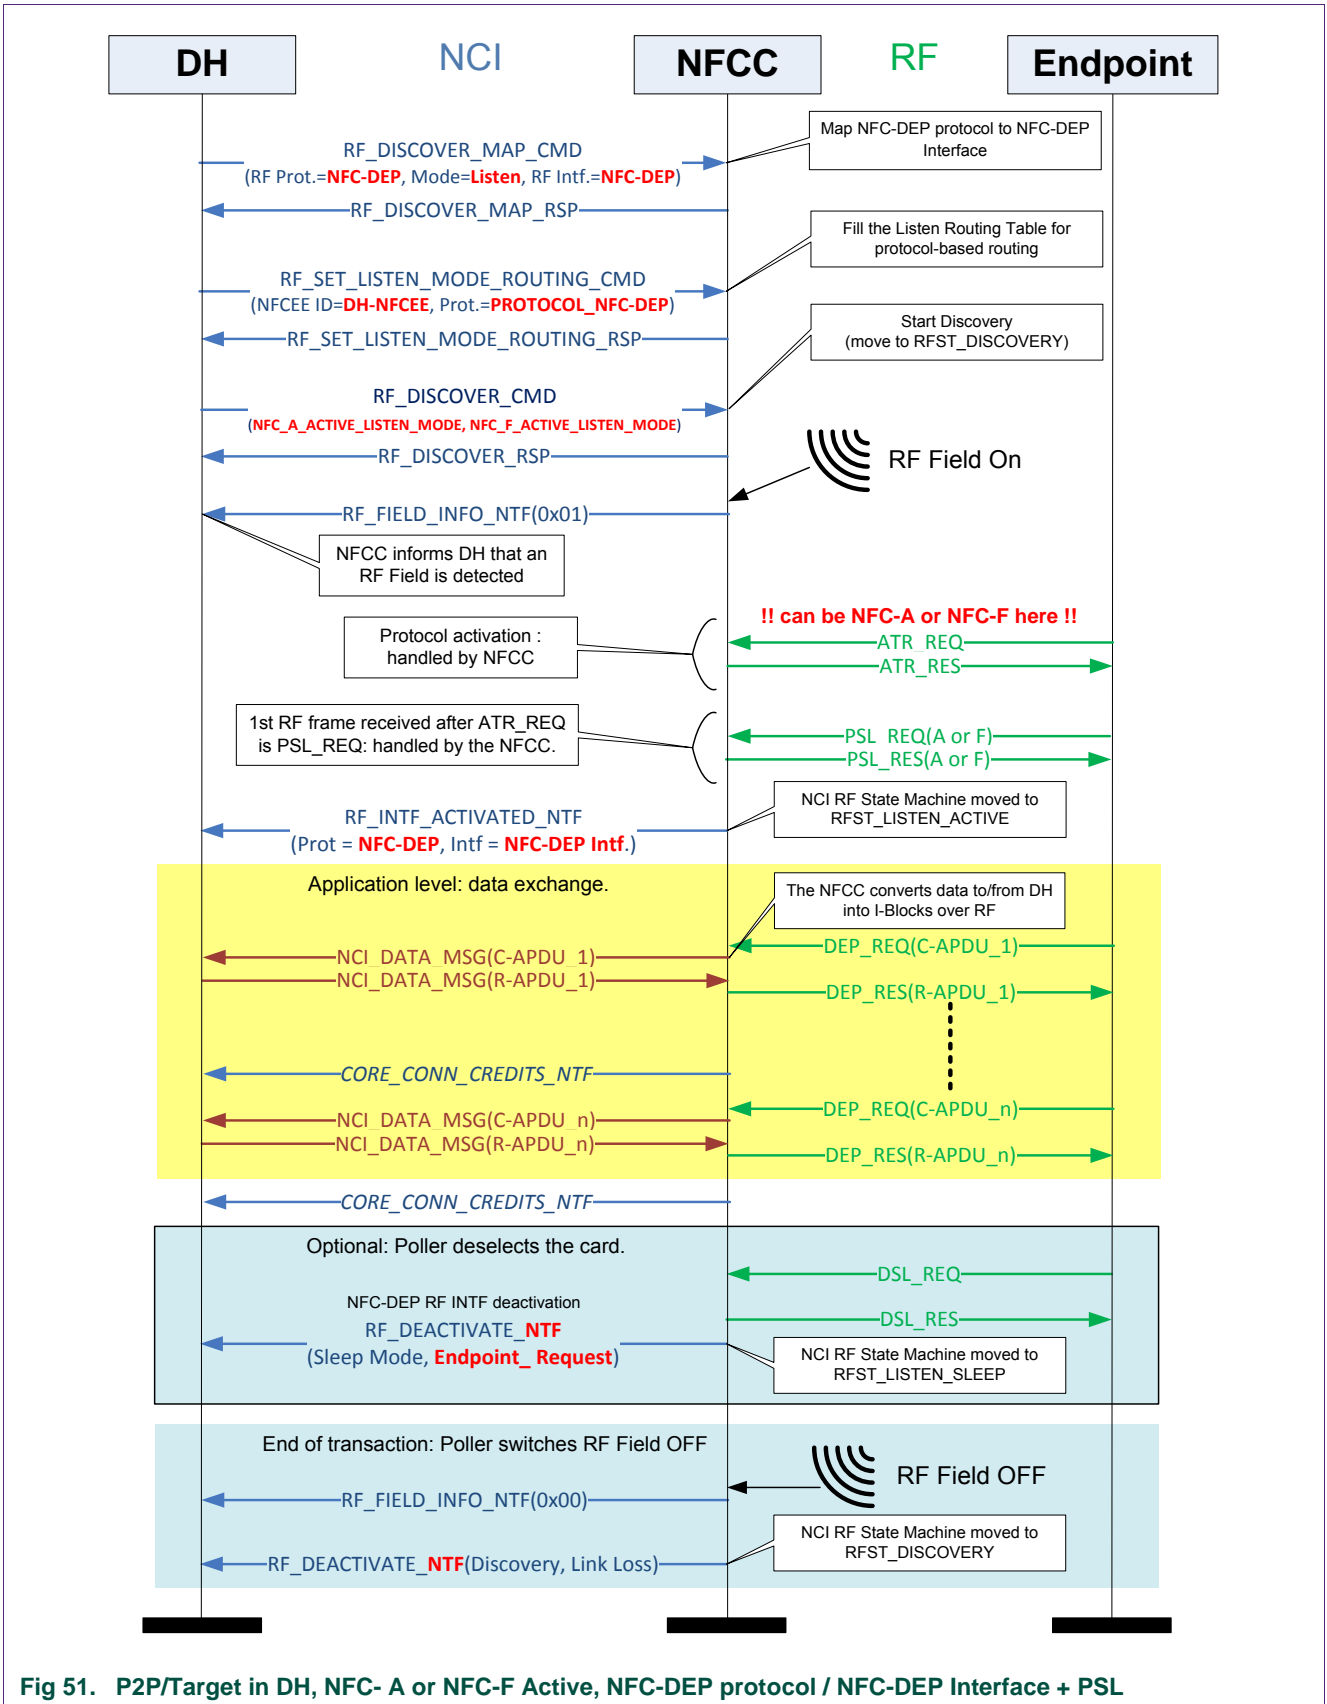 DH
NCI
NFCC
RF
Endpoint
Map NFC-DEP protocol to NFC-DEP
Interface
RF_DISCOVER_MAP_CMD
(RF Prot.=NFC-DEP, Mode=Listen, RF Intf.=NFC-DEP)
RF_DISCOVER_MAP_RSP
Fill the Listen Routing Table for
protocol-based routing
RF_SET_LISTEN_MODE_ROUTING_CMD
(NFCEE ID=DH-NFCEE, Prot.=PROTOCOL_NFC-DEP)
RF_SET_LISTEN_MODE_ROUTING_RSP
Start Discovery
(move to RFST_DISCOVERY)
RF_DISCOVER_CMD
(NFC_A_ACTIVE_LISTEN_MODE, NFC_F_ACTIVE_LISTEN_MODE)
RF_DISCOVER_RSP
RF Field On
RF_FIELD_INFO_NTF(0x01)
NFCC informs DH that an
RF Field is detected
!! can be NFC-A or NFC-F here !!
Protocol activation :
handled by NFCC
ATR_REQ
ATR_RES
1st RF frame received after ATR_REQ
is PSL_REQ: handled by the NFCC.
PSL_REQ(A or F)
PSL_RES(A or F)
NCI RF State Machine moved to
RFST_LISTEN_ACTIVE
RF_INTF_ACTIVATED_NTF
(Prot = NFC-DEP, Intf = NFC-DEP Intf.)
Application level: data exchange.
The NFCC converts data to/from DH
into I-Blocks over RF
DEP_REQ(C-APDU_1)
NCI_DATA_MSG(C-APDU_1)
NCI_DATA_MSG(R-APDU_1)
DEP_RES(R-APDU_1)
CORE_CONN_CREDITS_NTF
DEP_REQ(C-APDU_n)
NCI_DATA_MSG(C-APDU_n)
NCI_DATA_MSG(R-APDU_n)
DEP_RES(R-APDU_n)
CORE_CONN_CREDITS_NTF
Optional: Poller deselects the card.
DSL_REQ
NFC-DEP RF INTF deactivation
DSL_RES
RF_DEACTIVATE_NTF
(Sleep Mode, Endpoint_ Request)
NCI RF State Machine moved to
RFST_LISTEN_SLEEP
End of transaction: Poller switches RF Field OFF
RF Field OFF
RF_FIELD_INFO_NTF(0x00)
NCI RF State Machine moved to
RFST_DISCOVERY
RF_DEACTIVATE_NTF(Discovery, Link Loss)
Fig 51. P2P/Target in DH, NFC- A or NFC-F Active, NFC-DEP protocol / NFC-DEP Interface + PSL